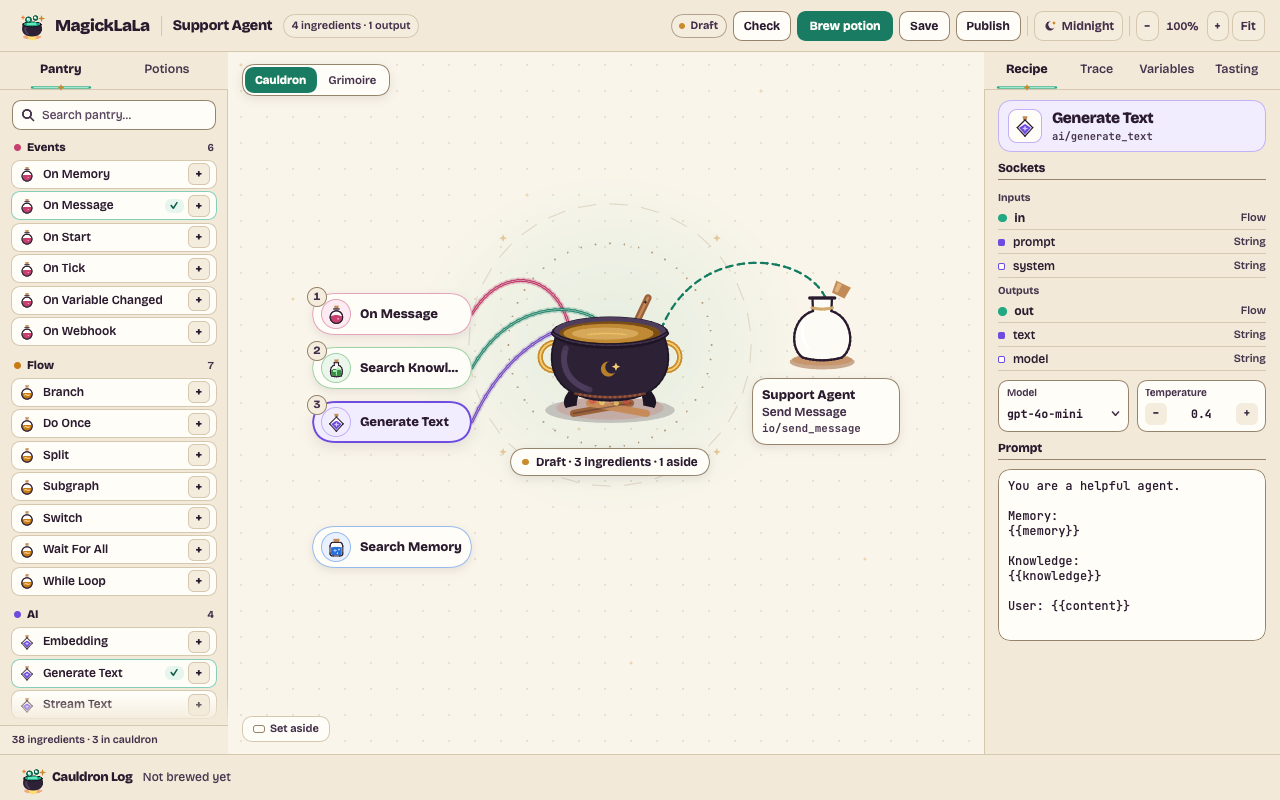 MagickLaLa
Support Agent
4 ingredients · 1 output
Draft
Check
Brew potion
Save
Publish
Midnight
−
100%
+
Fit
Pantry
Potions
Search pantry...
Events 6
On Memory +
On Message +
On Start +
On Tick +
On Variable Changed +
On Webhook +
Flow 7
Branch +
Do Once +
Split +
Subgraph +
Switch +
Wait For All +
While Loop +
AI 4
Embedding +
Generate Text +
Stream Text +
38 ingredients · 3 in cauldron
Cauldron
Grimoire
1
On Message
2
Search Knowl...
3
Generate Text
Draft · 3 ingredients · 1 aside
Search Memory
Support Agent
Send Message
io/send_message
Set aside
Recipe
Trace
Variables
Tasting
Generate Text
ai/generate_text
Sockets
Inputs
in Flow
prompt String
system String
Outputs
out Flow
text String
model String
Model
gpt-4o-mini
Temperature
− 0.4 +
Prompt
You are a helpful agent.
Memory:
{{memory}}
Knowledge:
{{knowledge}}
User: {{content}}
Cauldron Log
Not brewed yet